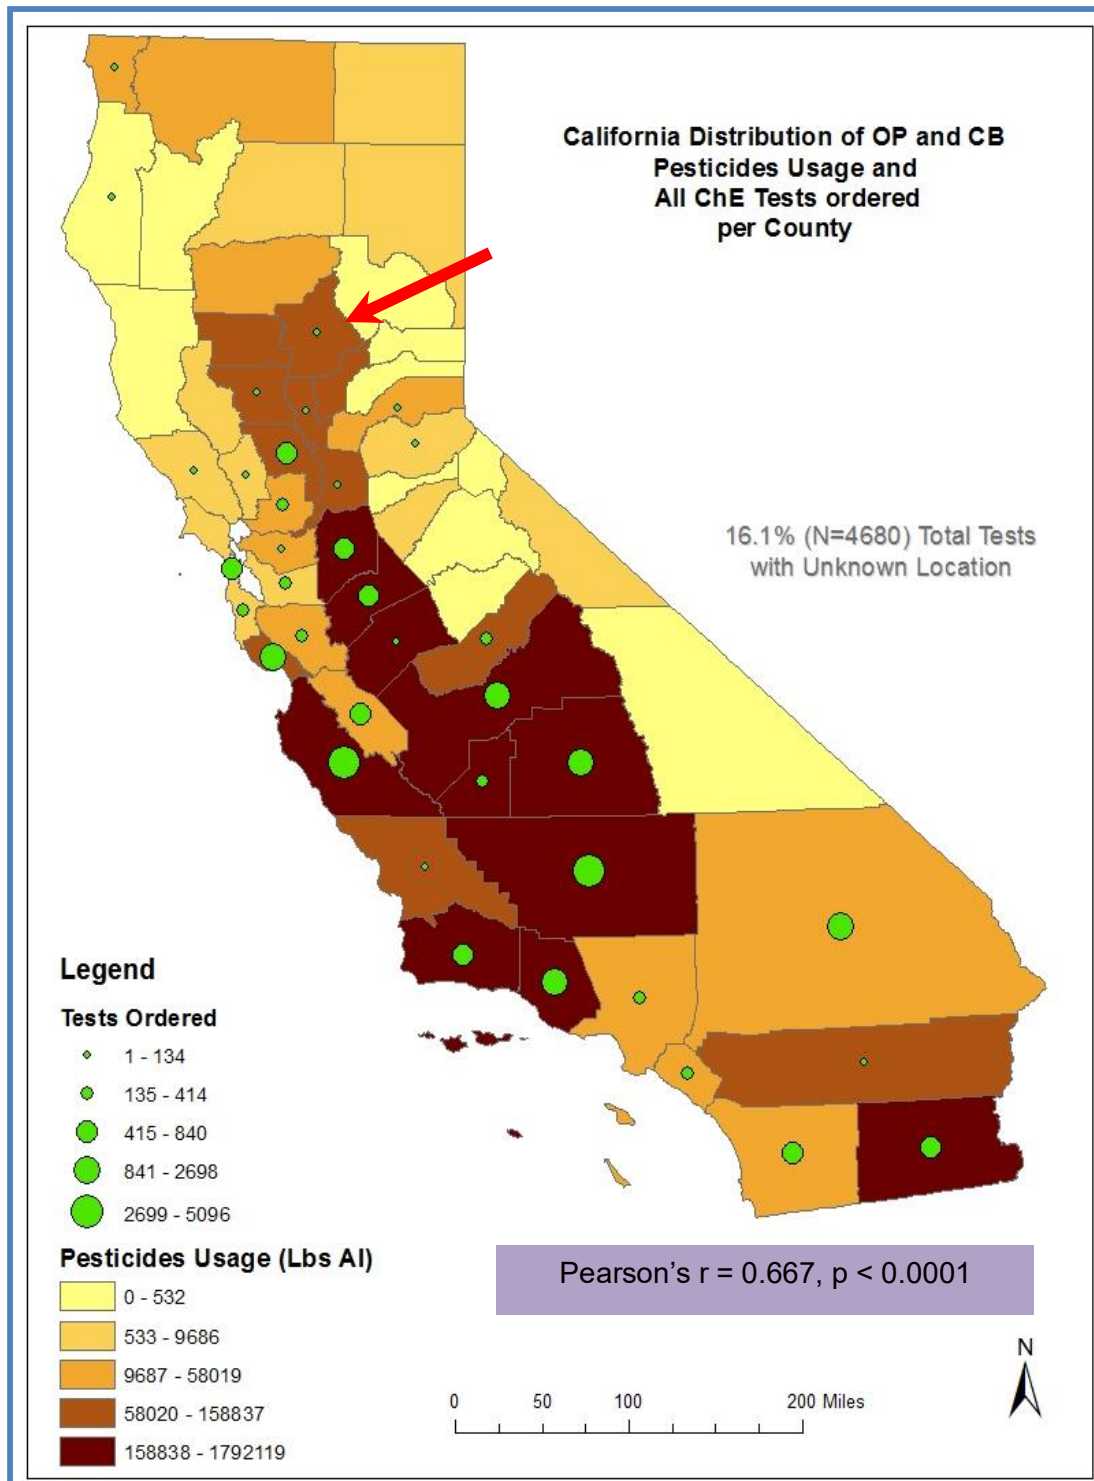 California Distribution of OP and CB
Pesticides Usage and
All ChE Tests ordered
per County
16.1% (N=4680) Total Tests
with Unknown Location
Legend
Tests Ordered
1 - 134
135 - 414
415 - 840
841 - 2698
2699 - 5096
Pesticides Usage (Lbs AI)
0 - 532
533 - 9686
9687 - 58019
58020 - 158837
158838 - 1792119
Pearson's r = 0.667, p < 0.0001
0 50 100 200 Miles
N